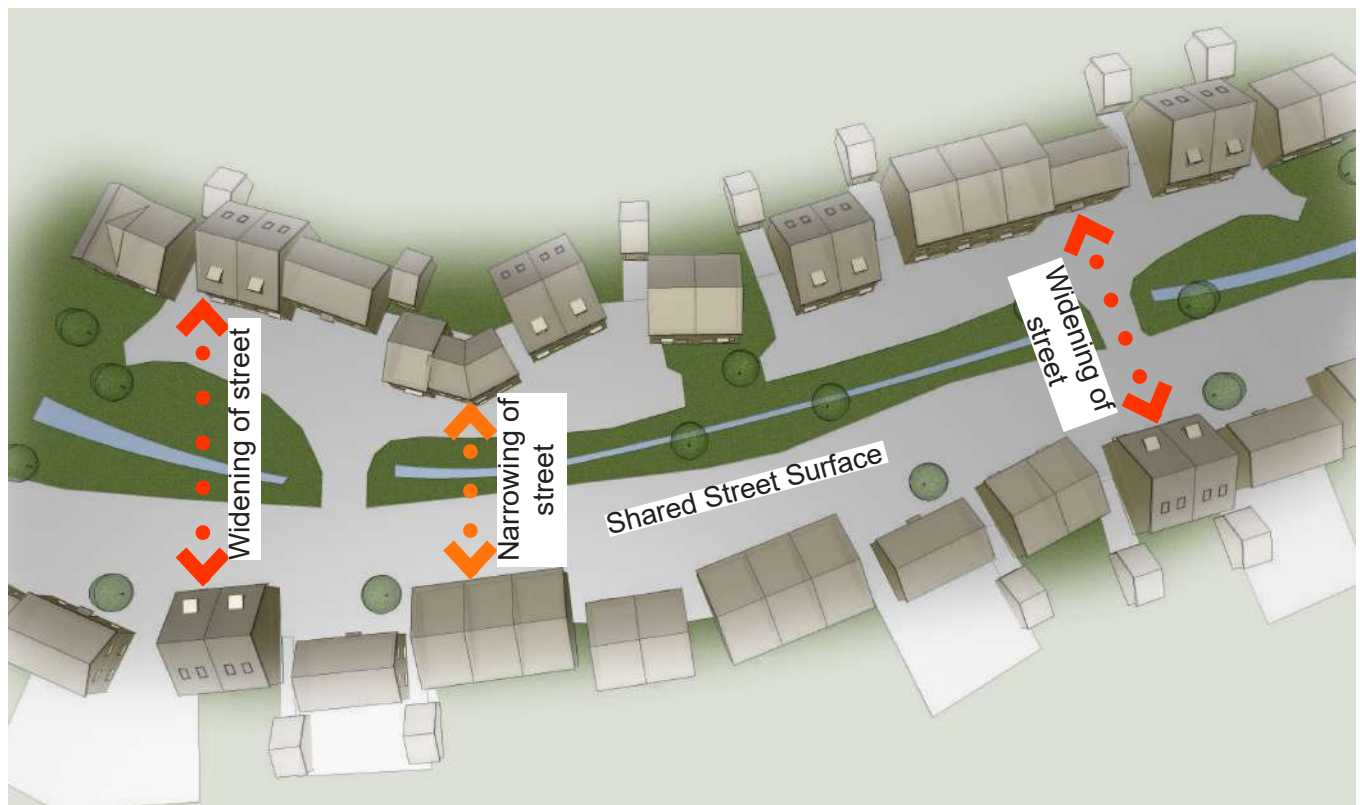 Widening of street
Narrowing of
street
Shared Street Surface
Widening of
street